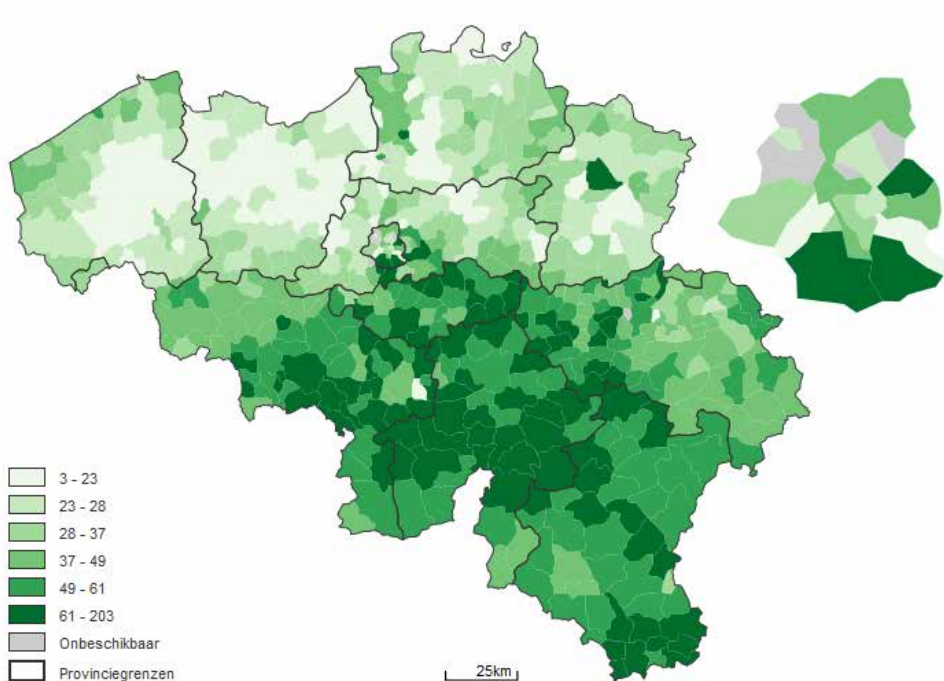 3 - 23
23 - 28
28 - 37
37 - 49
49 - 61
61 - 203
Onbeschikbaar
Provinciegrenzen
25km